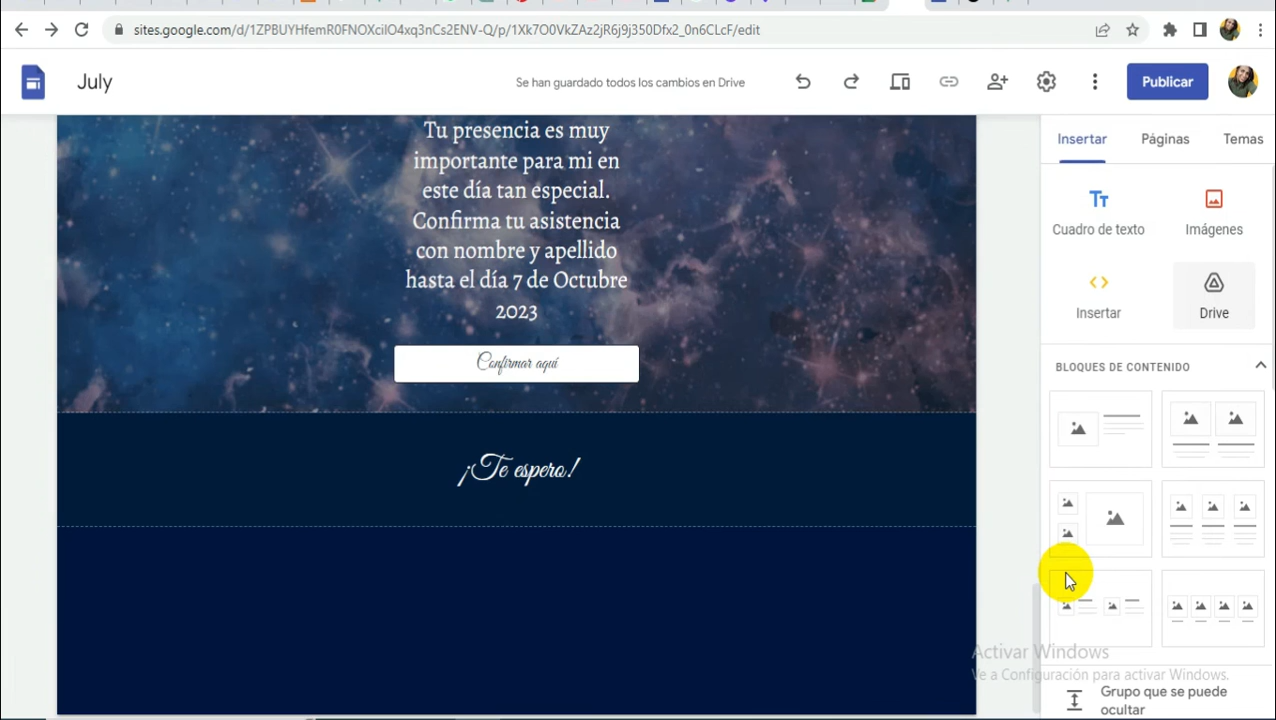 sites.google.com/d/1ZPBUYHfemR0FNOXcilO4xq3nCs2ENV-Q/p/1Xk7O0VkZAz2jR6j9j350Dfx2_0n6CLcF/edit
July
Se han guardado todos los cambios en Drive
Publicar
Tu presencia es muy
importante para mi en
este día tan especial.
Confirma tu asistencia
con nombre y apellido
hasta el día 7 de Octubre
2023
Confirmar aquí
¡Te espero!
Insertar
Páginas
Temas
Tт
Cuadro de texto
Imágenes
Insertar
Drive
BLOQUES DE CONTENIDO
Activar Windows
Ve a Configuración para activar Windows.
Grupo que se puede
ocultar